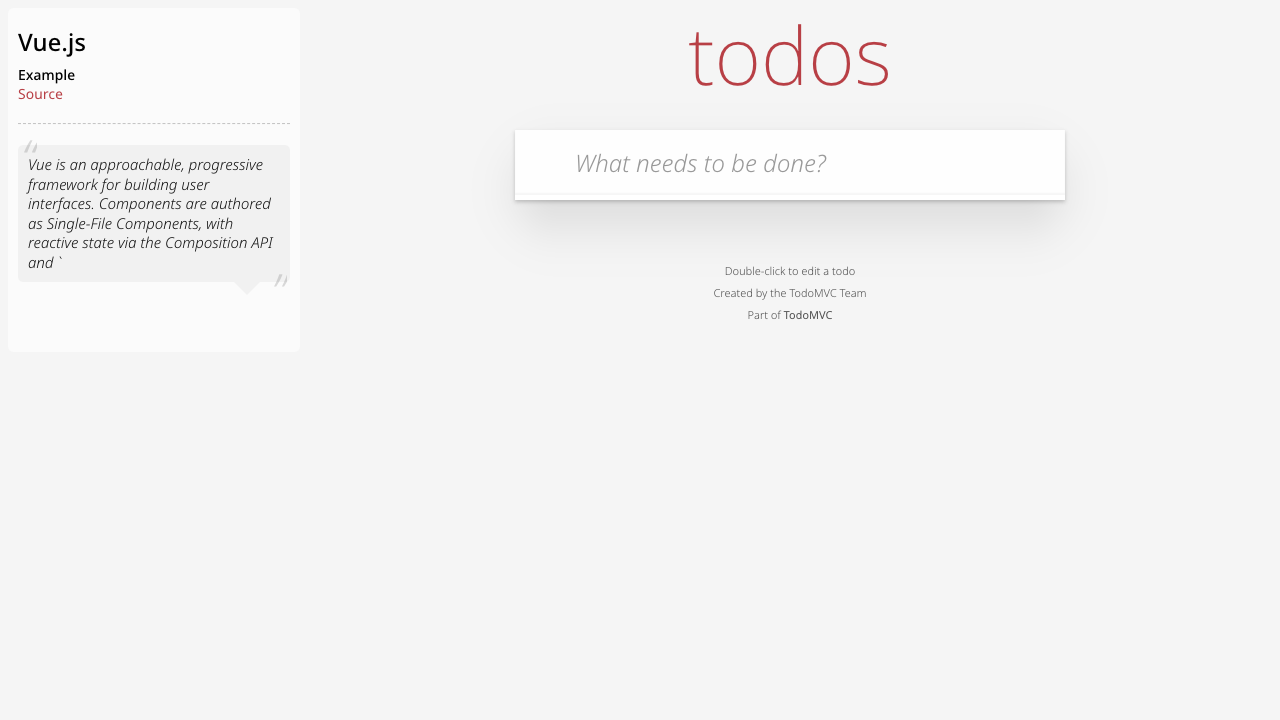 Vue.js
Example
Source
"
Vue is an approachable, progressive
framework for building user
interfaces. Components are authored
as Single-File Components, with
reactive state via the Composition API
and `
"
todos
What needs to be done?
Double-click to edit a todo
Created by the TodoMVC Team
Part of TodoMVC